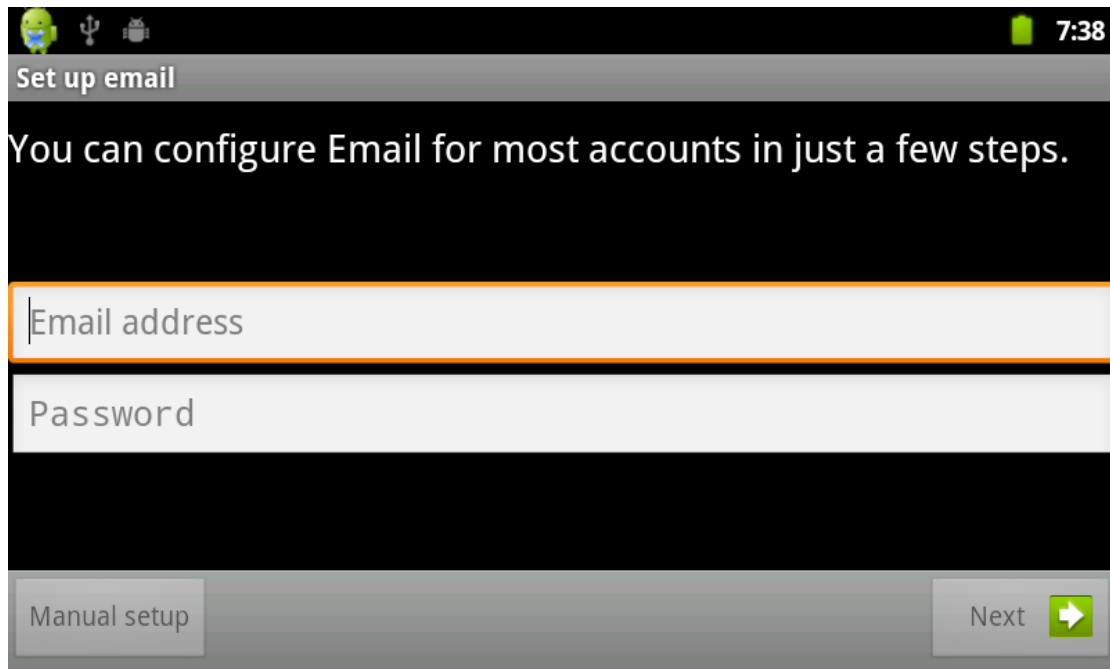 7:38
Set up email
You can configure Email for most accounts in just a few steps.
Email address
Password
Manual setup
Next